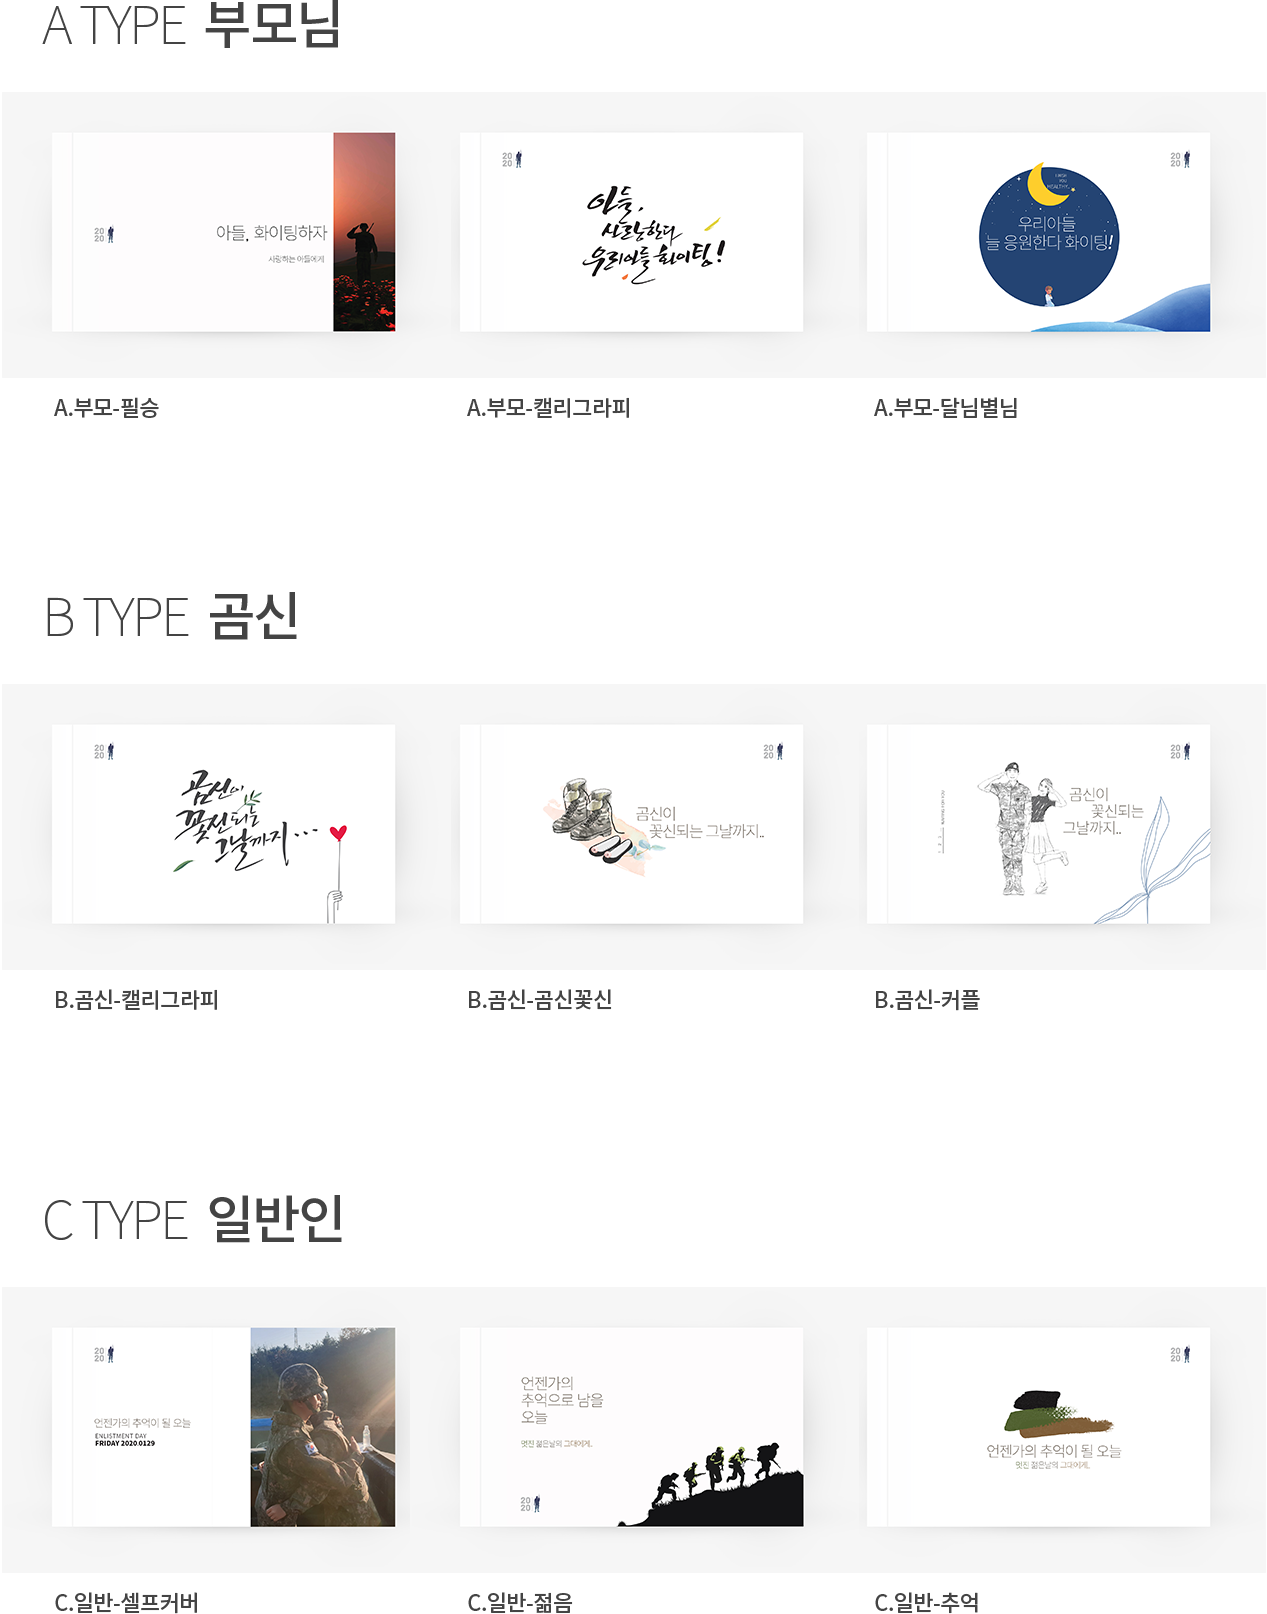 A TYPE 부모님
20
20
아들, 화이팅하자
사랑하는 아들에게
20
20
아들,
사랑한다
우리아들 화이팅!
20
20
HEALTHY.
우리아들
늘 응원한다 화이팅!
A.부모-필승
A.부모-캘리그라피
A.부모-달님별님
B TYPE 곰신
20
20
곰신이
꽃신되는
그날까지...
20
20
곰신이
꽃신되는 그날까지..
20
20
곰신이
꽃신되는
그날까지..
B.곰신-캘리그라피
B.곰신-곰신꽃신
B.곰신-커플
C TYPE 일반인
20
20
언젠가의 추억이 될 오늘
ENLISTMENT DAY
FRIDAY 2020.0129
언젠가의
추억으로 남을
오늘
멋진 젊은날의 그대에게..
20
20
20
20
언젠가의 추억이 될 오늘
멋진 젊은날의 그대에게..
C.일반-셀프커버
C.일반-젊음
C.일반-추억